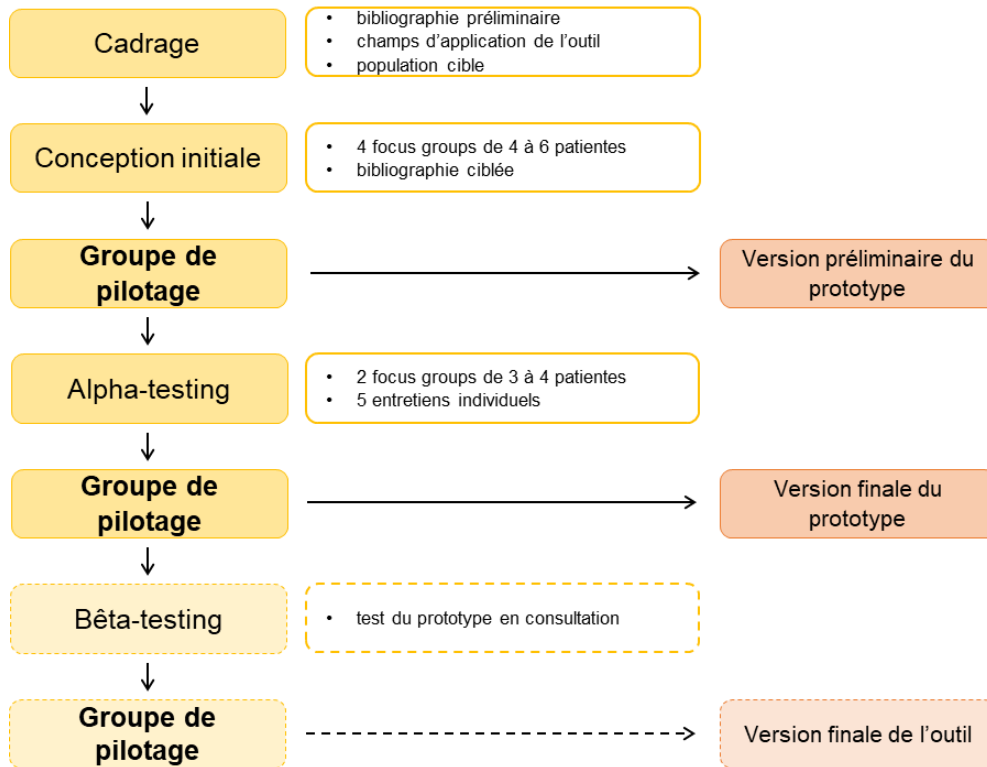 Cadrage
• bibliographie préliminaire
• champs d’application de l’outil
• population cible
Conception initiale
• 4 focus groups de 4 à 6 patientes
• bibliographie ciblée
Groupe de
pilotage
Version préliminaire du
prototype
Alpha-testing
• 2 focus groups de 3 à 4 patientes
• 5 entretiens individuels
Groupe de
pilotage
Version finale du
prototype
Bêta-testing
• test du prototype en consultation
Groupe de
pilotage
Version finale de l’outil